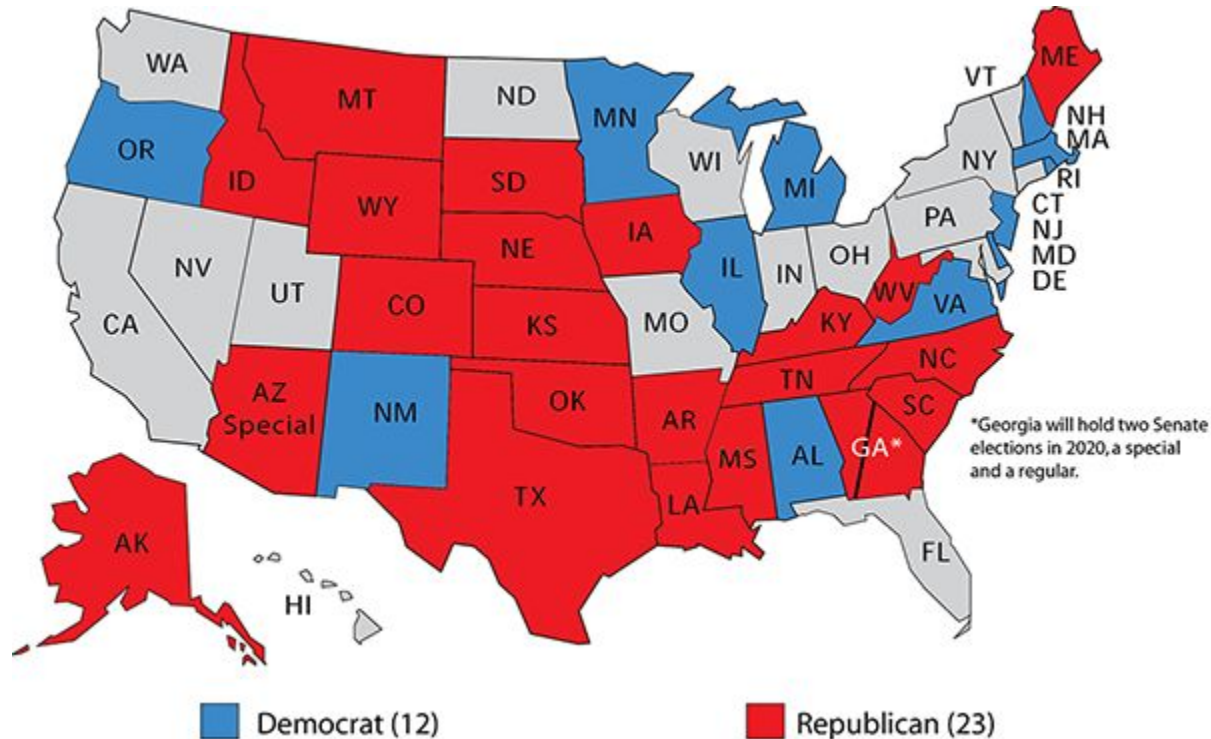 WA
MT
ND
MN
VT
ME
OR
ID
WY
SD
WI
MI
NY
NH
MA
RI
CT
NJ
MD
DE
NV
UT
CO
NE
IA
IL
IN
OH
PA
CA
KS
MO
KY
WV
VA
AZ
Special
NM
OK
AR
TN
NC
SC
TX
LA
MS
AL
GA*
FL
*Georgia will hold two Senate
elections in 2020, a special
and a regular.
AK
HI
Democrat (12)
Republican (23)